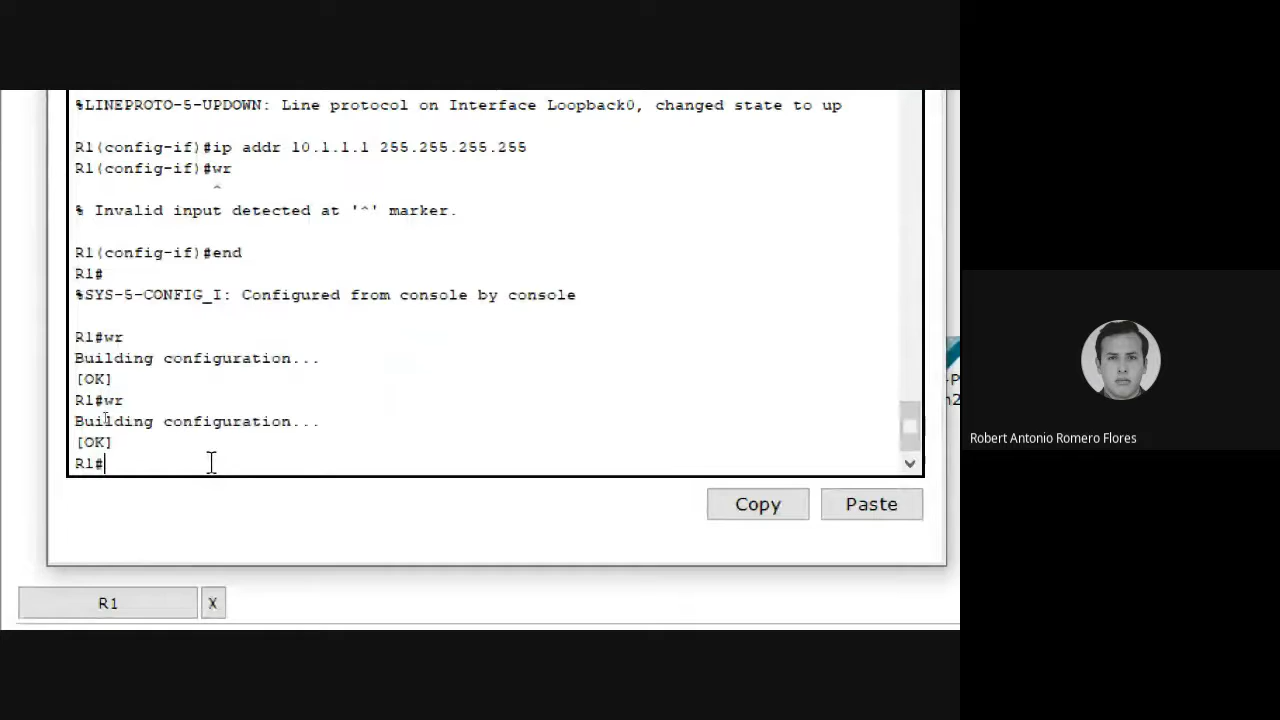 %LINEPROTO-5-UPDOWN: Line protocol on Interface Loopback0, changed state to up
R1(config-if)#ip addr 10.1.1.1 255.255.255.255
R1(config-if)#wr
^
% Invalid input detected at '^' marker.
R1(config-if)#end
R1#
%SYS-5-CONFIG_I: Configured from console by console
R1#wr
Building configuration...
[OK]
R1#wr
Building configuration...
[OK]
R1#
Copy
Paste
R1
X
Robert Antonio Romero Flores